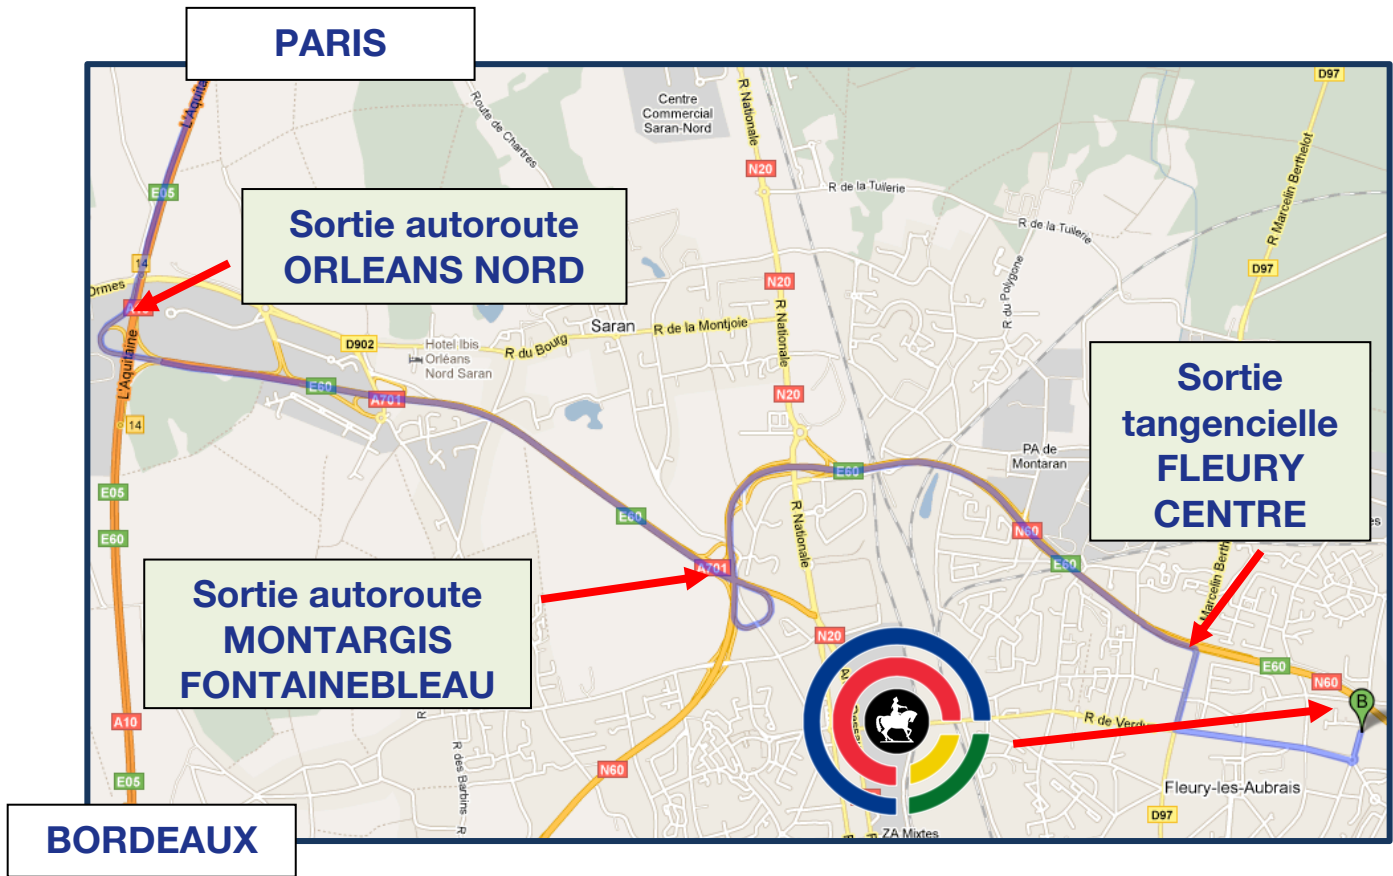 PARIS
L'Aquita
Route de Chartres
Centre
Commercial
Saran-Nord
R Nationale
D97
R Marcelin Berthelot
E05
N20
R de la Tuilerie
R de la Tuilerie
Sortie autoroute
ORLEANS NORD
14
D97
R du Polygone
N20
Ormes
R Nationale
L'Aquitaine
D902
Hotel Ibis
Orléans
Nord Saran
R du Bourg
Saran
R de la Montjoie
E60
A701
N20
Sortie
tangencielle
FLEURY
CENTRE
14
PA de
Montaran
E60
E05
E60
E60
R Nationale
N60
E60
Marcelin Berth
A701
Sortie autoroute
MONTARGIS
FONTAINEBLEAU
N20
E60
N60
B
A10
R des Barbins
R
R de Verdu
N60
E05
Fleury-les-Aubrais
D97
ZA Mixtes
BORDEAUX